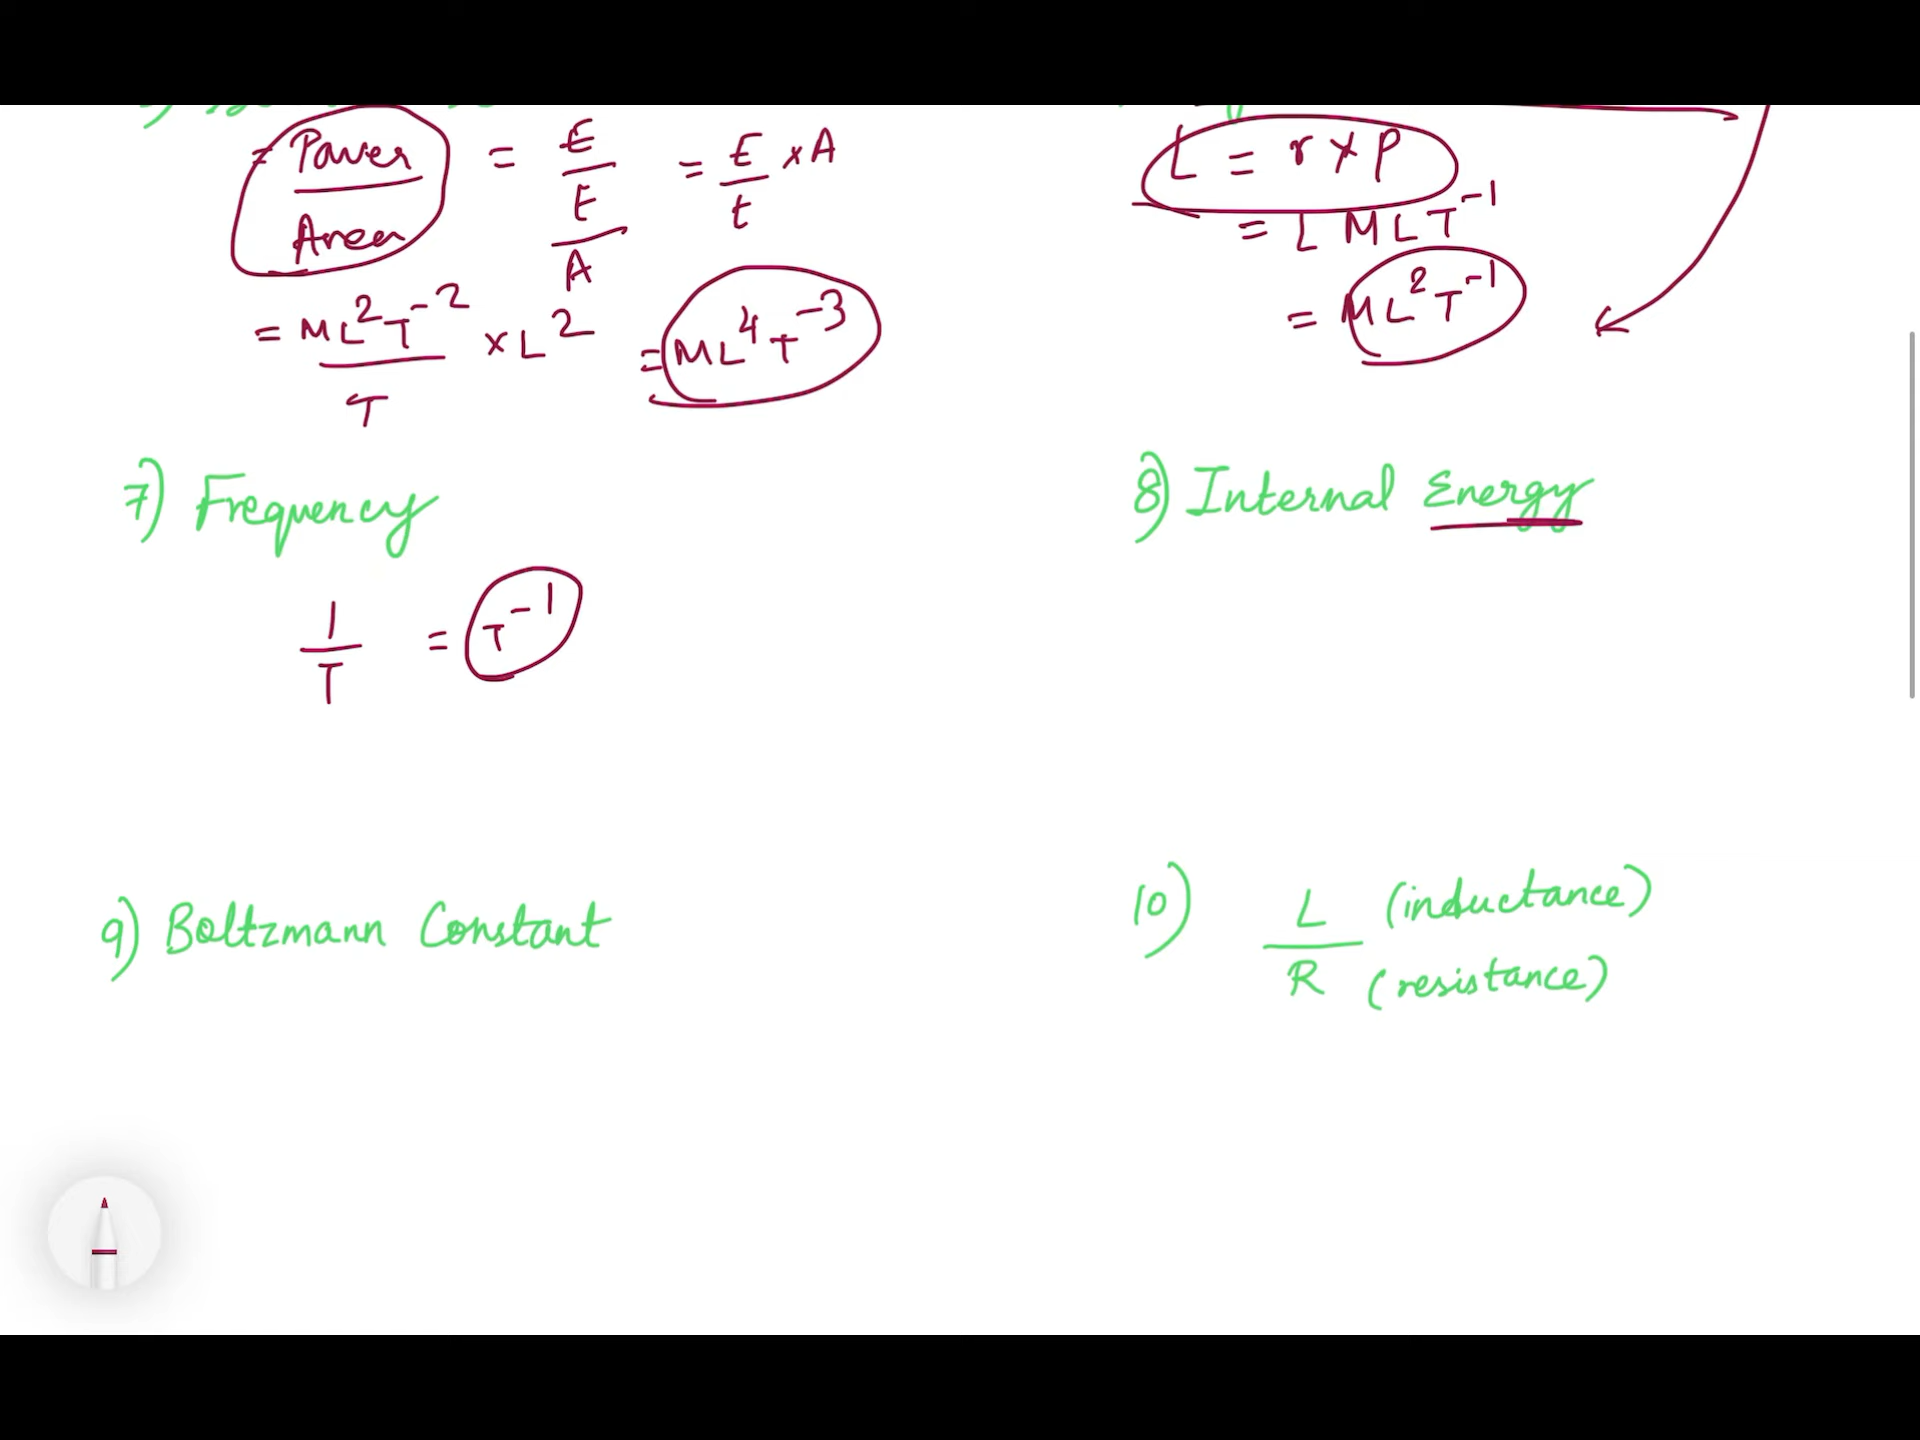 = Power / Area = E/t / A = E/t × A
= ML²T⁻² / T × L² = ML⁴T⁻³
L = r × P
= L MLT⁻¹
= ML²T⁻¹
7) Frequency
1/T = T⁻¹
8) Internal Energy
9) Boltzmann Constant
10) L (inductance)
R (resistance)